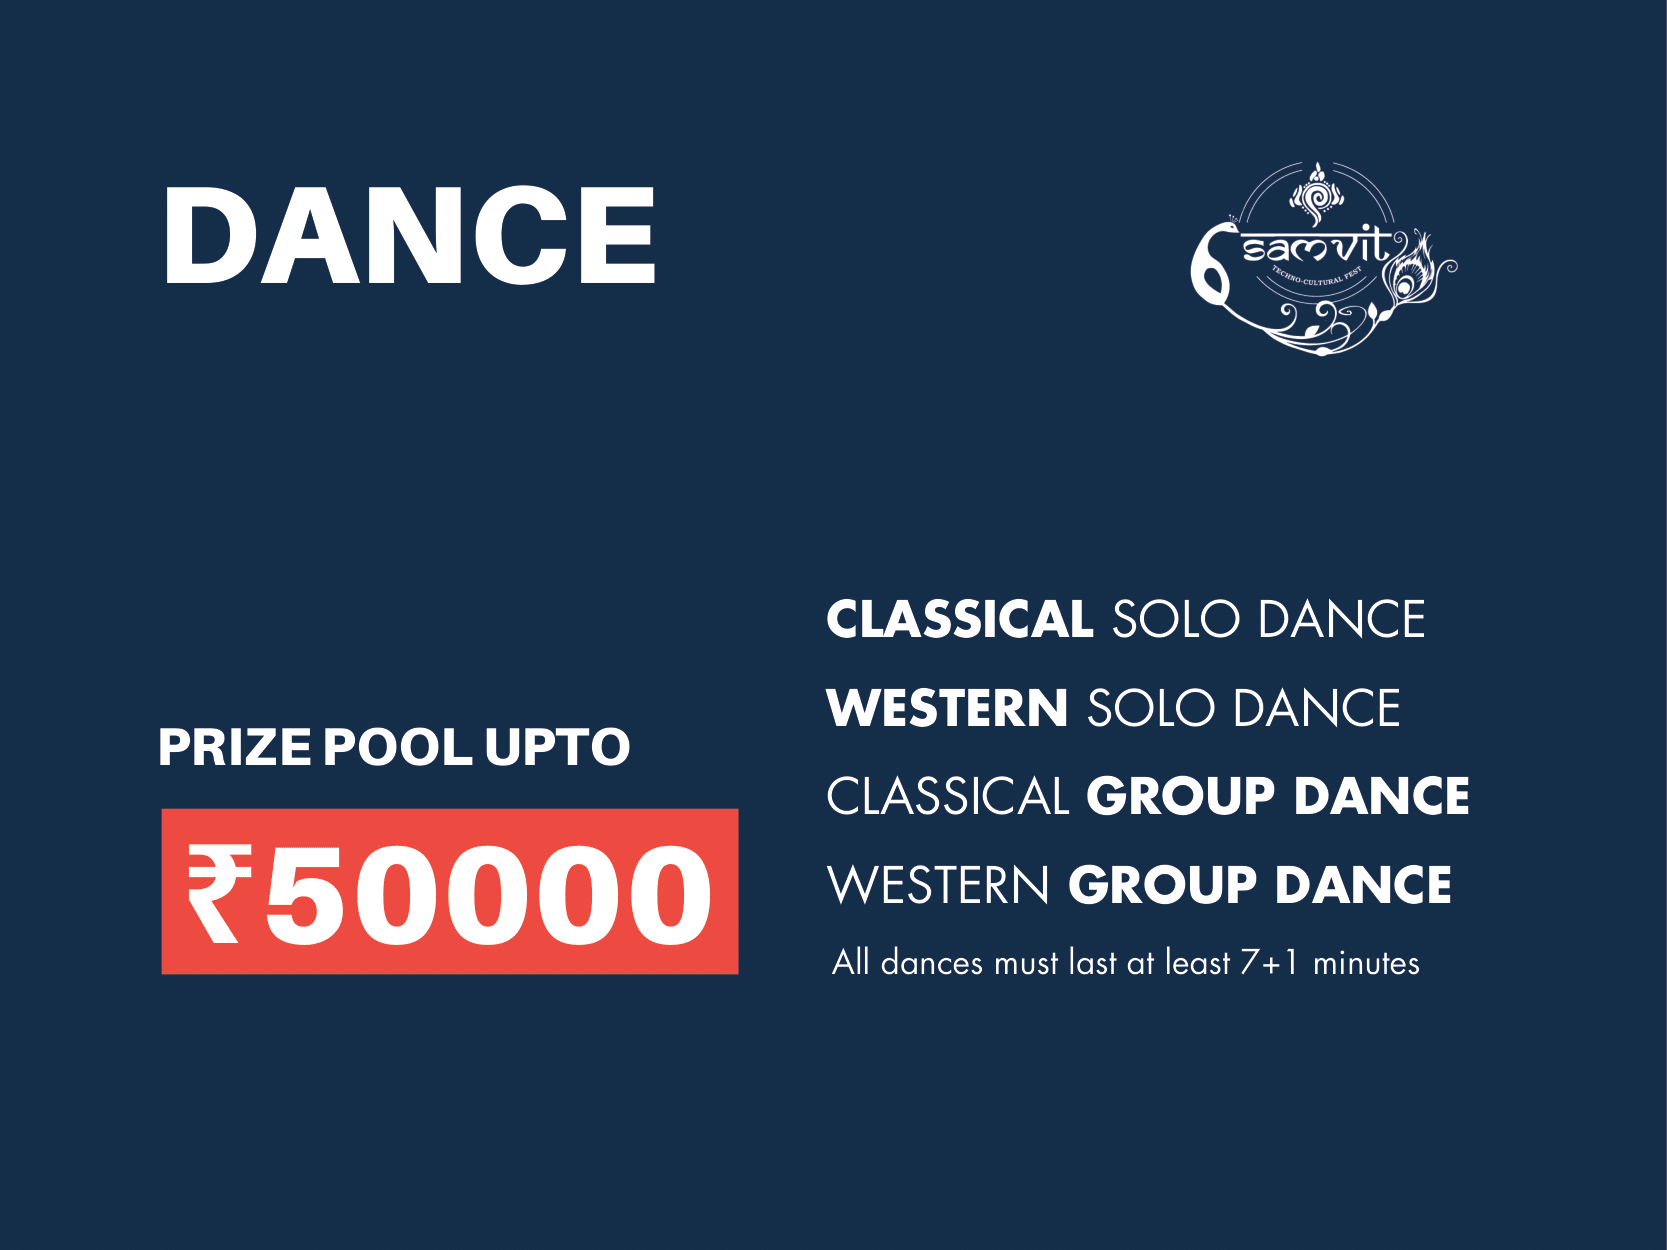 DANCE
samvit
TECHNO-CULTURAL FEST
CLASSICAL SOLO DANCE
WESTERN SOLO DANCE
CLASSICAL GROUP DANCE
WESTERN GROUP DANCE
All dances must last at least 7+1 minutes
PRIZE POOL UPTO
₹50000